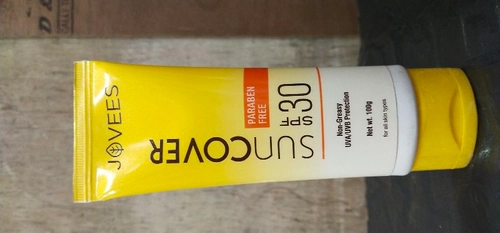 JOVEES
sunCOVER
SPF 30
PARABEN
FREE
Non-Greasy
UVA/UVB Protection
Net wt. 100g
for all skin types